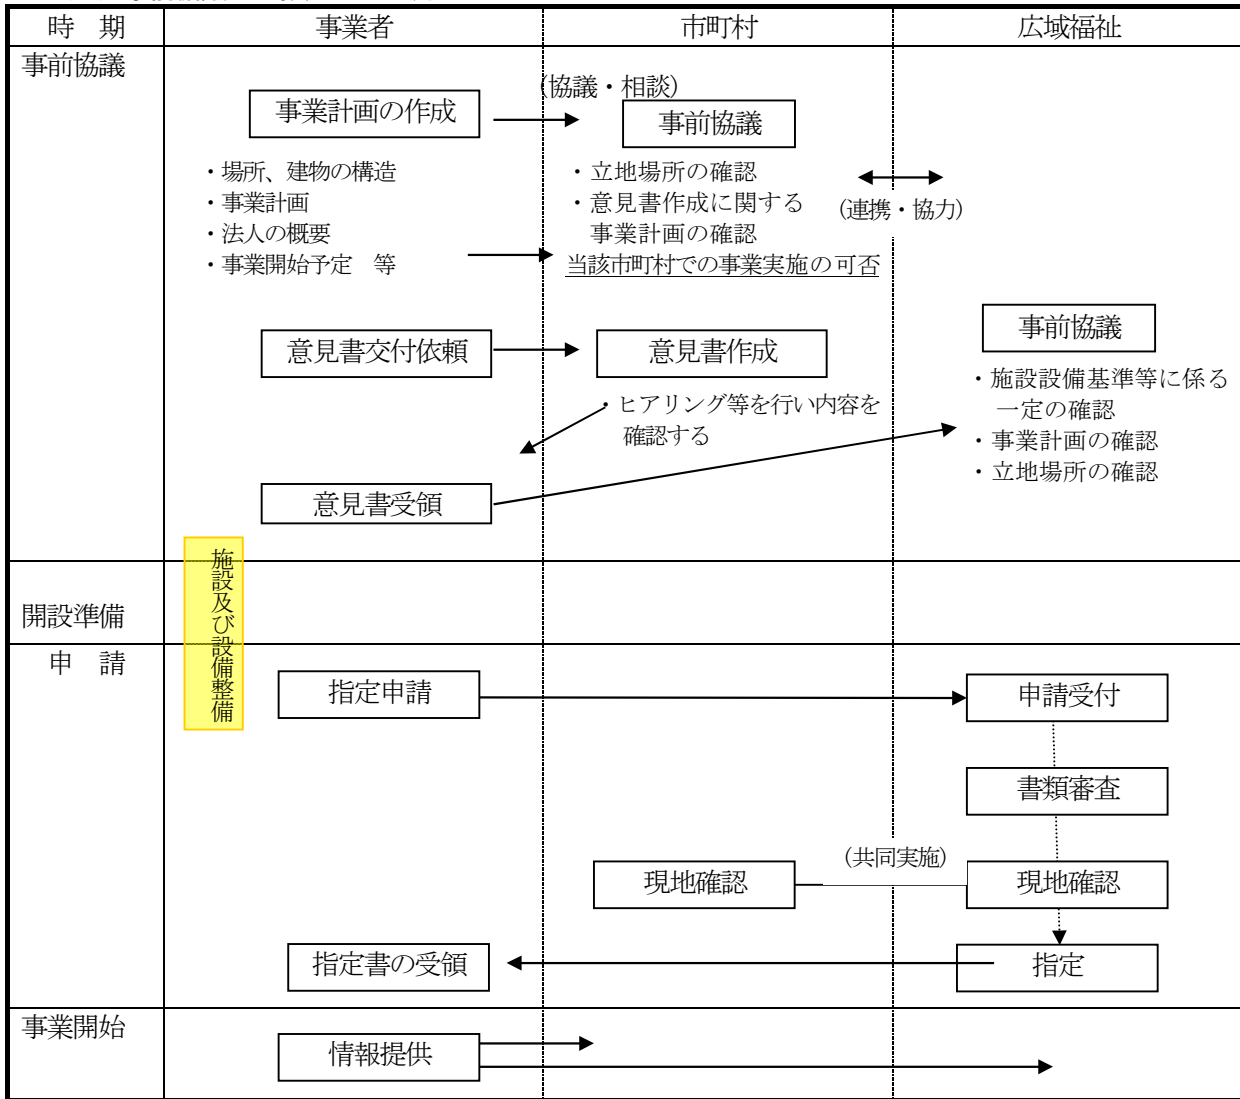 時　期
事業者
市町村
広域福祉
事前協議
(協議・相談)
事業計画の作成
事前協議
・場所、建物の構造
・事業計画
・法人の概要
・事業開始予定　等
・立地場所の確認
・意見書作成に関する
事業計画の確認
当該市町村での事業実施の可否
(連携・協力)
意見書交付依頼
意見書作成
・ヒアリング等を行い内容を
確認する
事前協議
・施設設備基準等に係る
一定の確認
・事業計画の確認
・立地場所の確認
意見書受領
施設及び設備整備
開設準備
申　請
指定申請
申請受付
書類審査
現地確認
(共同実施)
現地確認
指定書の受領
指定
事業開始
情報提供